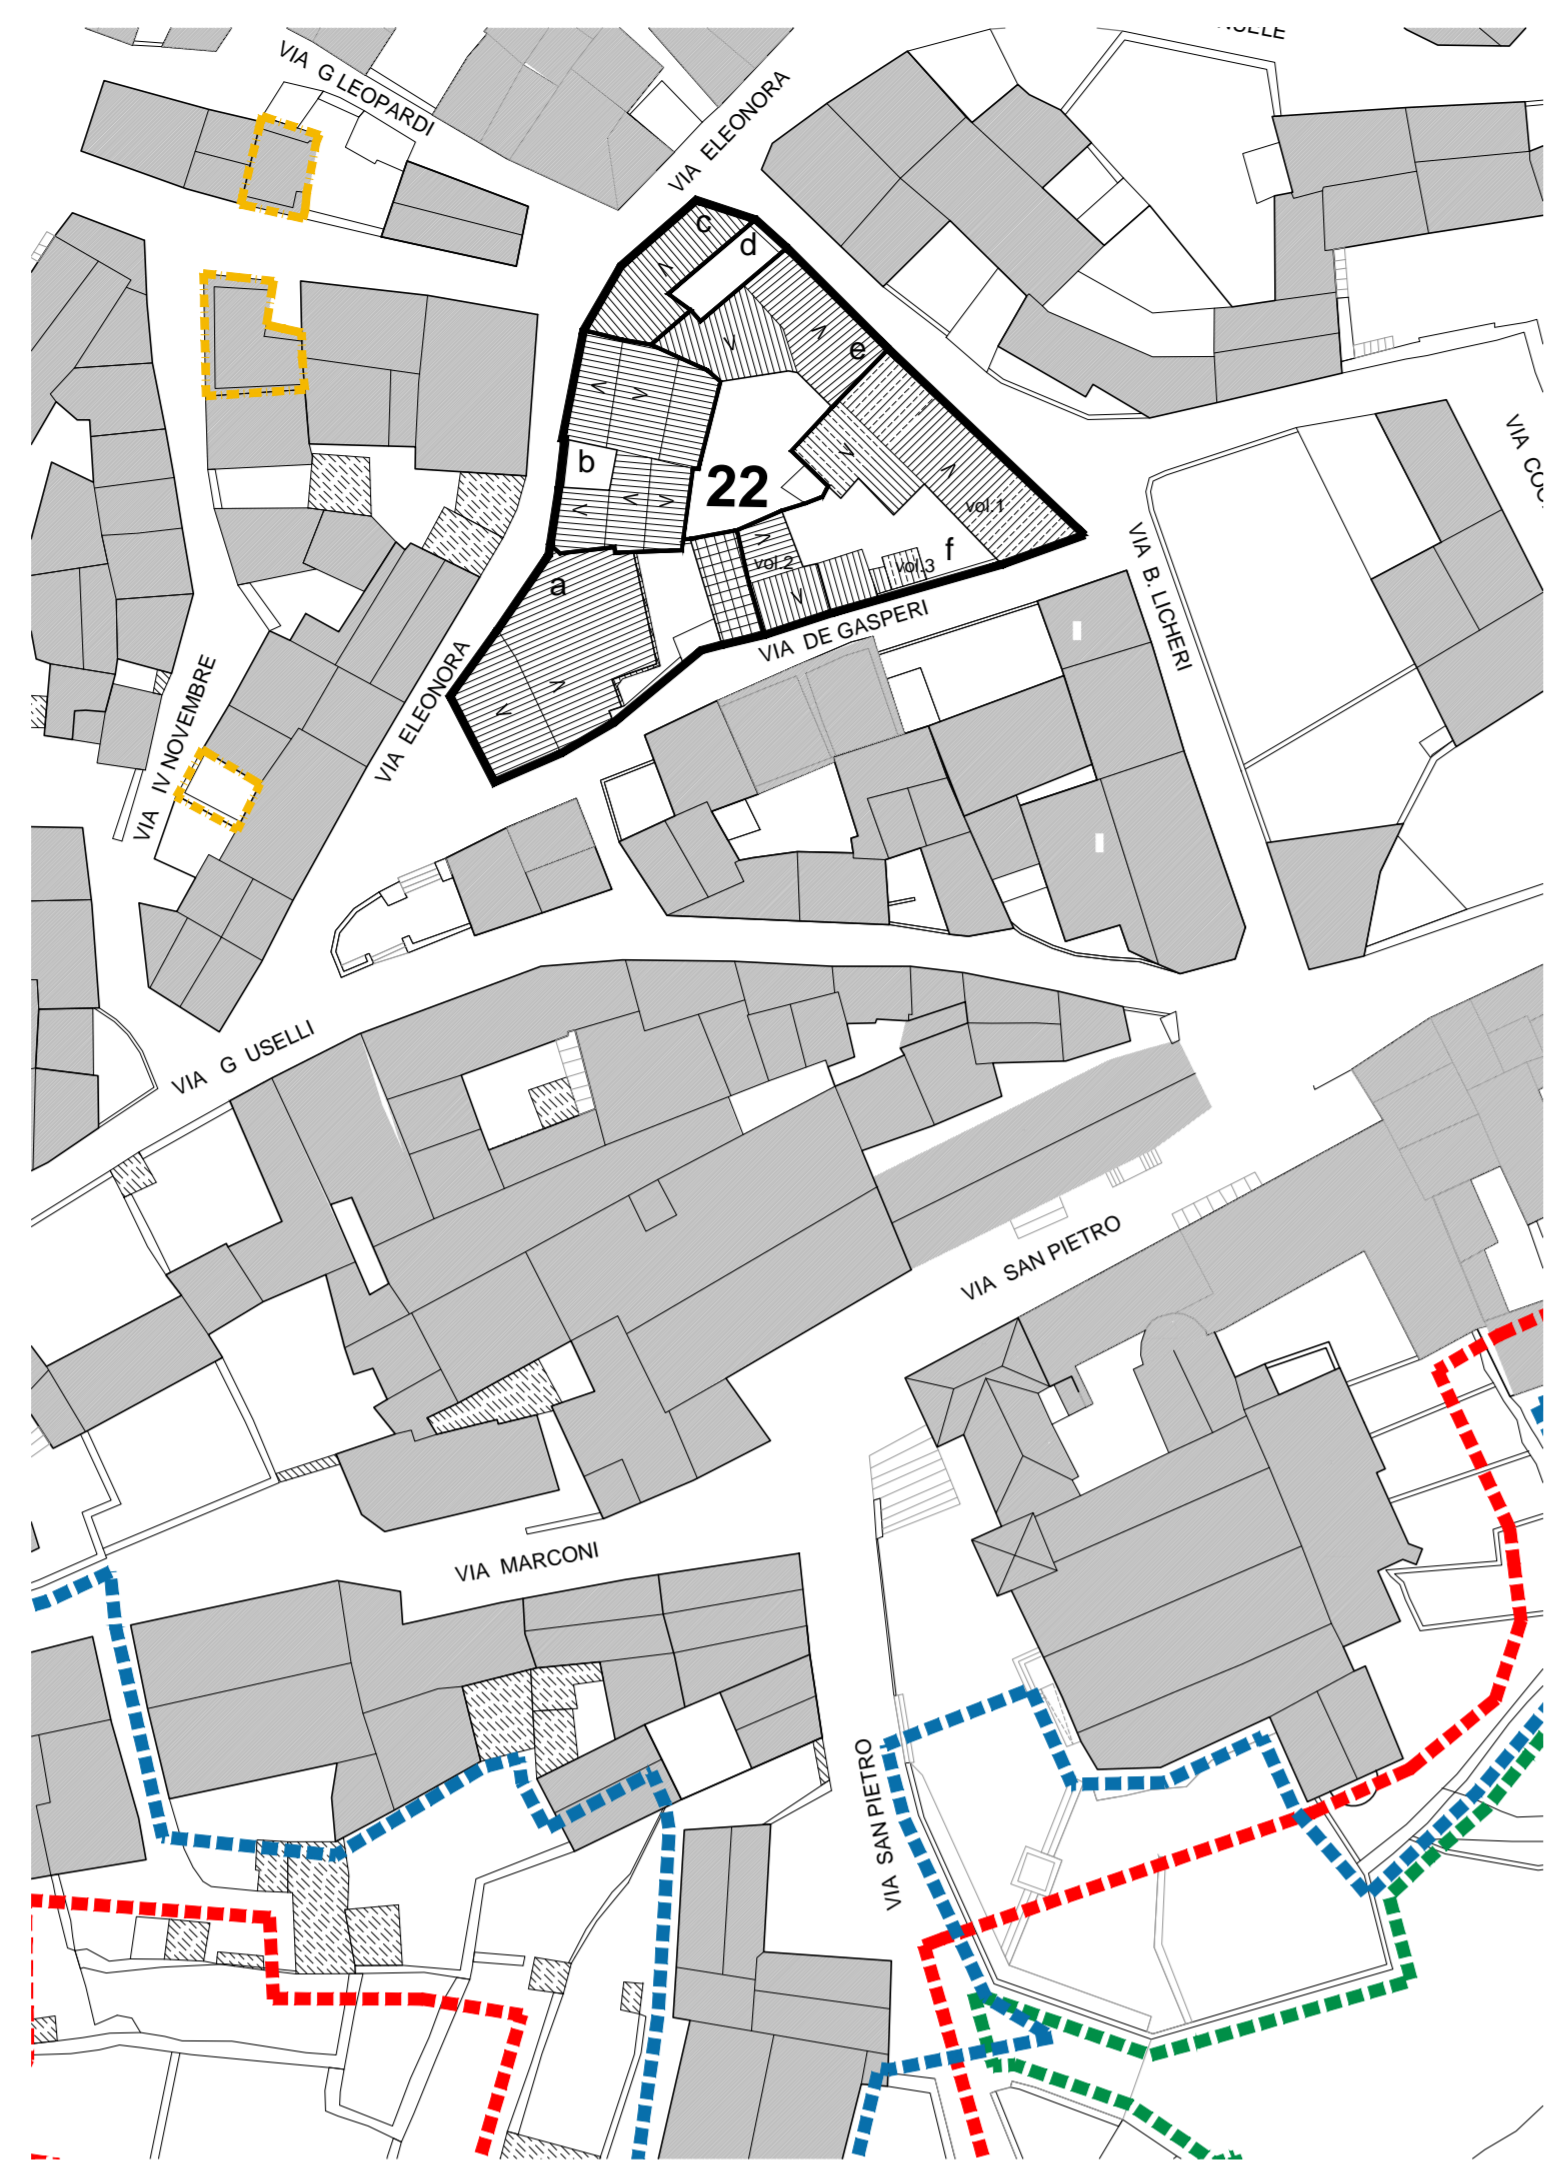 VIA G LEOPARDI
VIA ELEONORA
c
d
e
b
22
vol.1
f
vol.2
vol.3
a
VIA DE GASPERI
VIA B. LICHERI
VIA IV NOVEMBRE
VIA ELEONORA
VIA G USELLI
VIA SAN PIETRO
VIA MARCONI
VIA SAN PIETRO
VIA